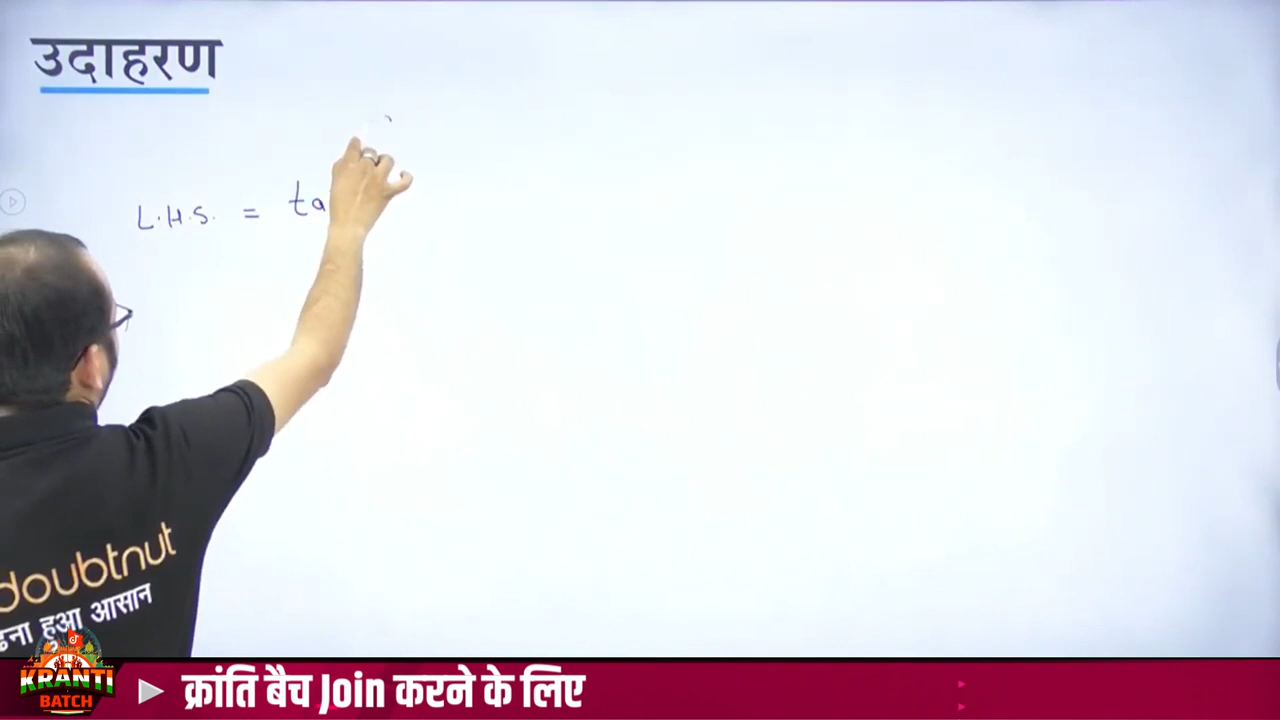 उदाहरण
L.H.S. = ta
doubtnut
हुआ आसान
KRANTI
BATCH
क्रांति बैच Join करने के लिए